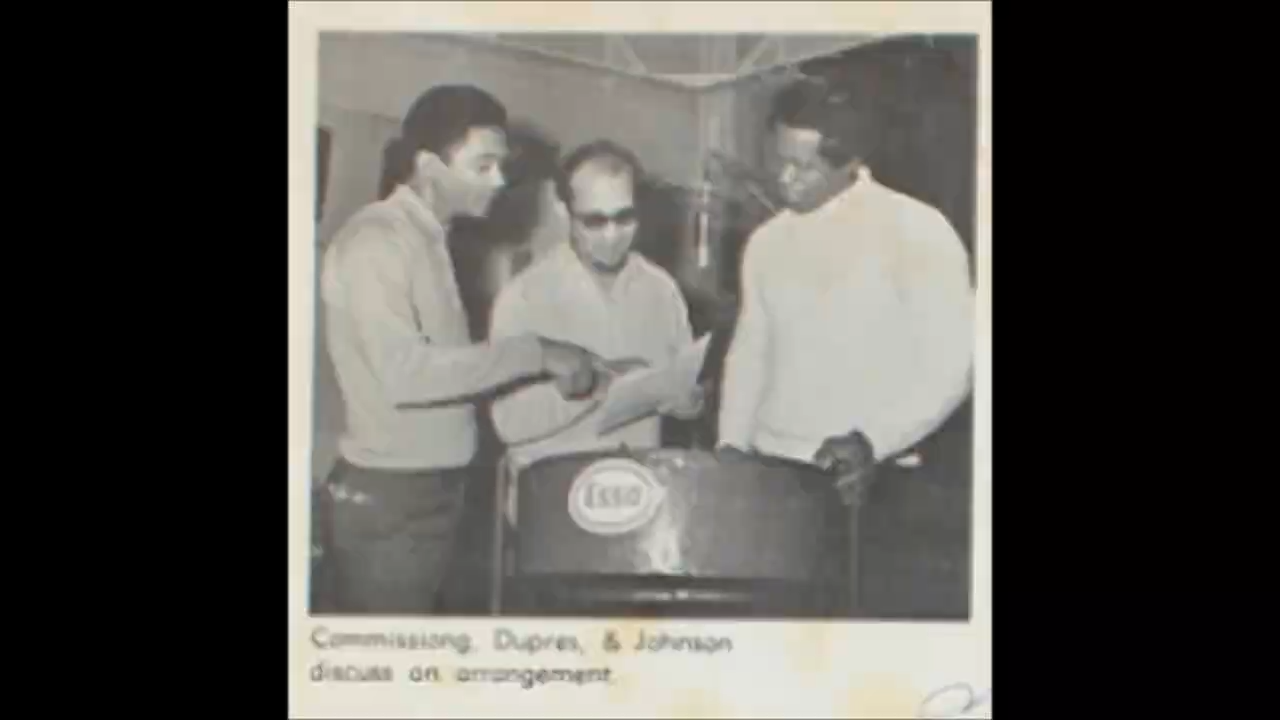 Esso
Commissiong, Dupres, & Johnson
discuss an arrangement.